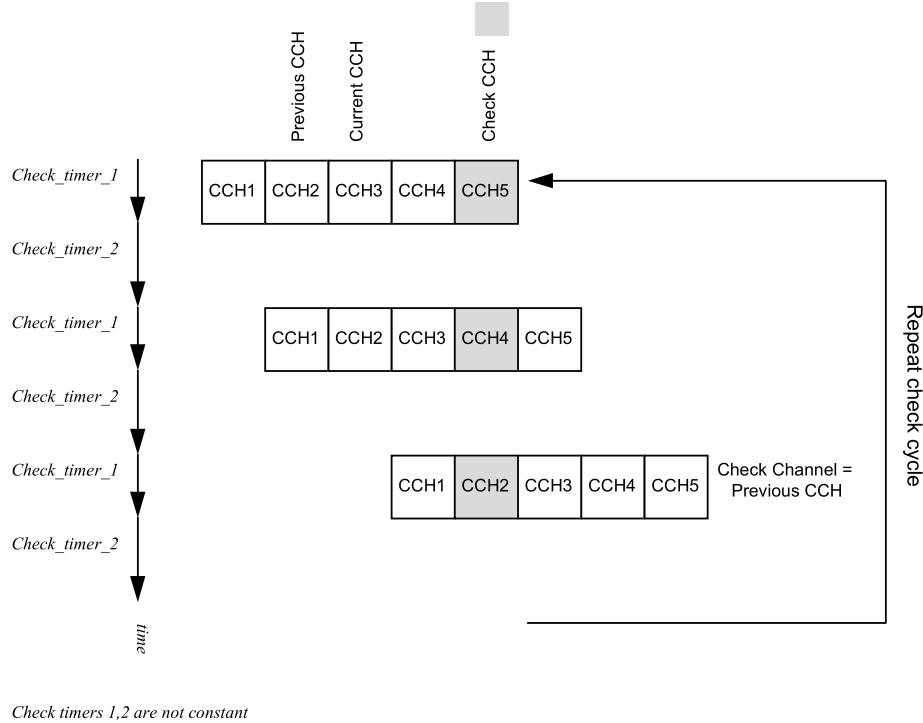 Previous CCH
Current CCH
Check CCH
Check_timer_1
CCH1 CCH2 CCH3 CCH4 CCH5
Check_timer_2
Check_timer_1
CCH1 CCH2 CCH3 CCH4 CCH5
Repeat check cycle
Check_timer_2
Check_timer_1
CCH1 CCH2 CCH3 CCH4 CCH5
Check Channel =
Previous CCH
Check_timer_2
time
Check timers 1,2 are not constant